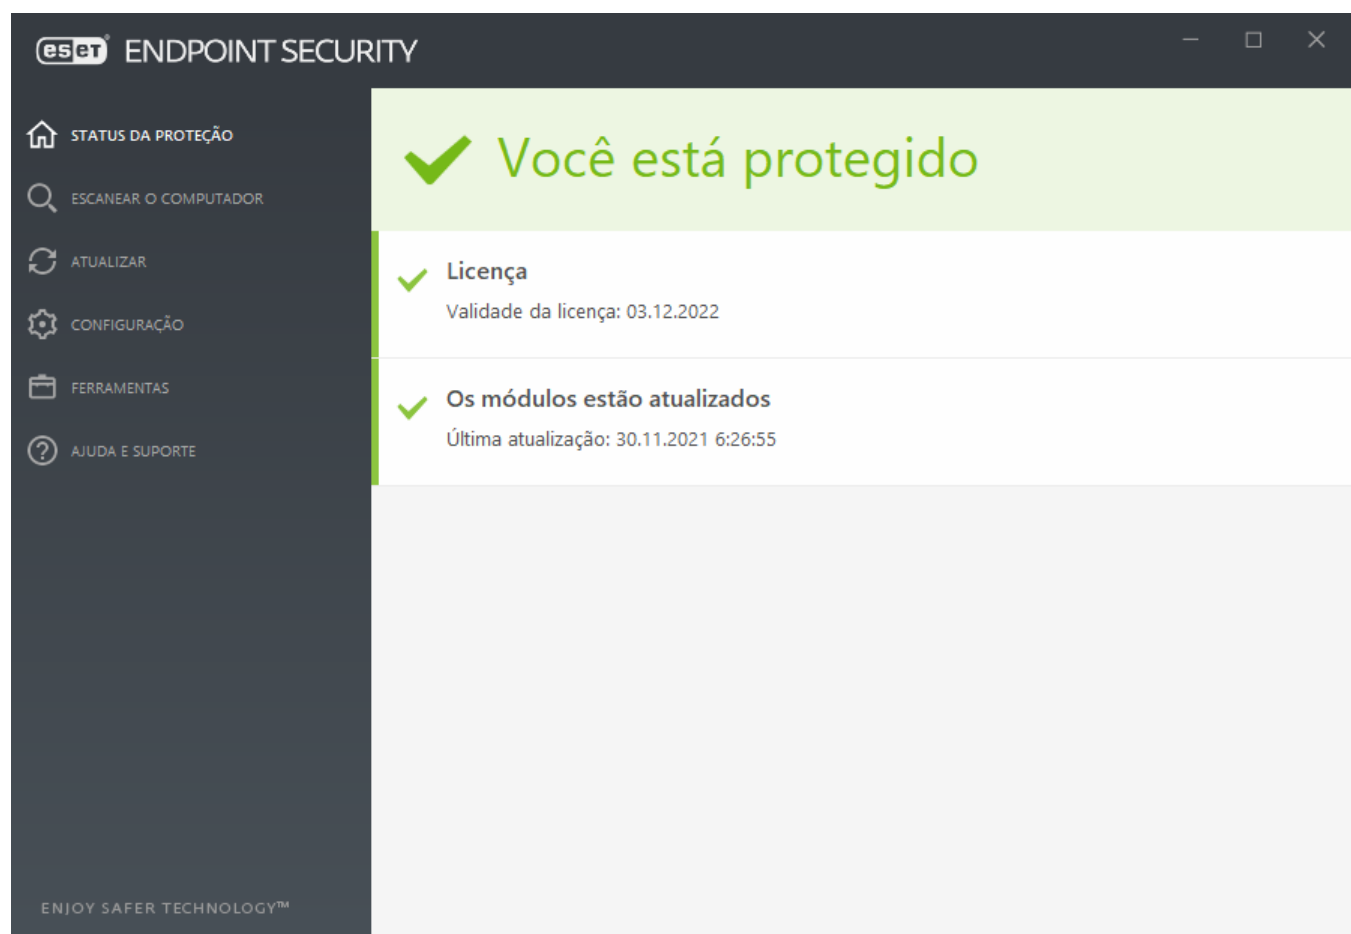 eset® ENDPOINT SECURITY
STATUS DA PROTEÇÃO
ESCANEAR O COMPUTADOR
ATUALIZAR
CONFIGURAÇÃO
FERRAMENTAS
AJUDA E SUPORTE
Você está protegido
Licença
Validade da licença: 03.12.2022
Os módulos estão atualizados
Última atualização: 30.11.2021 6:26:55
ENJOY SAFER TECHNOLOGY™